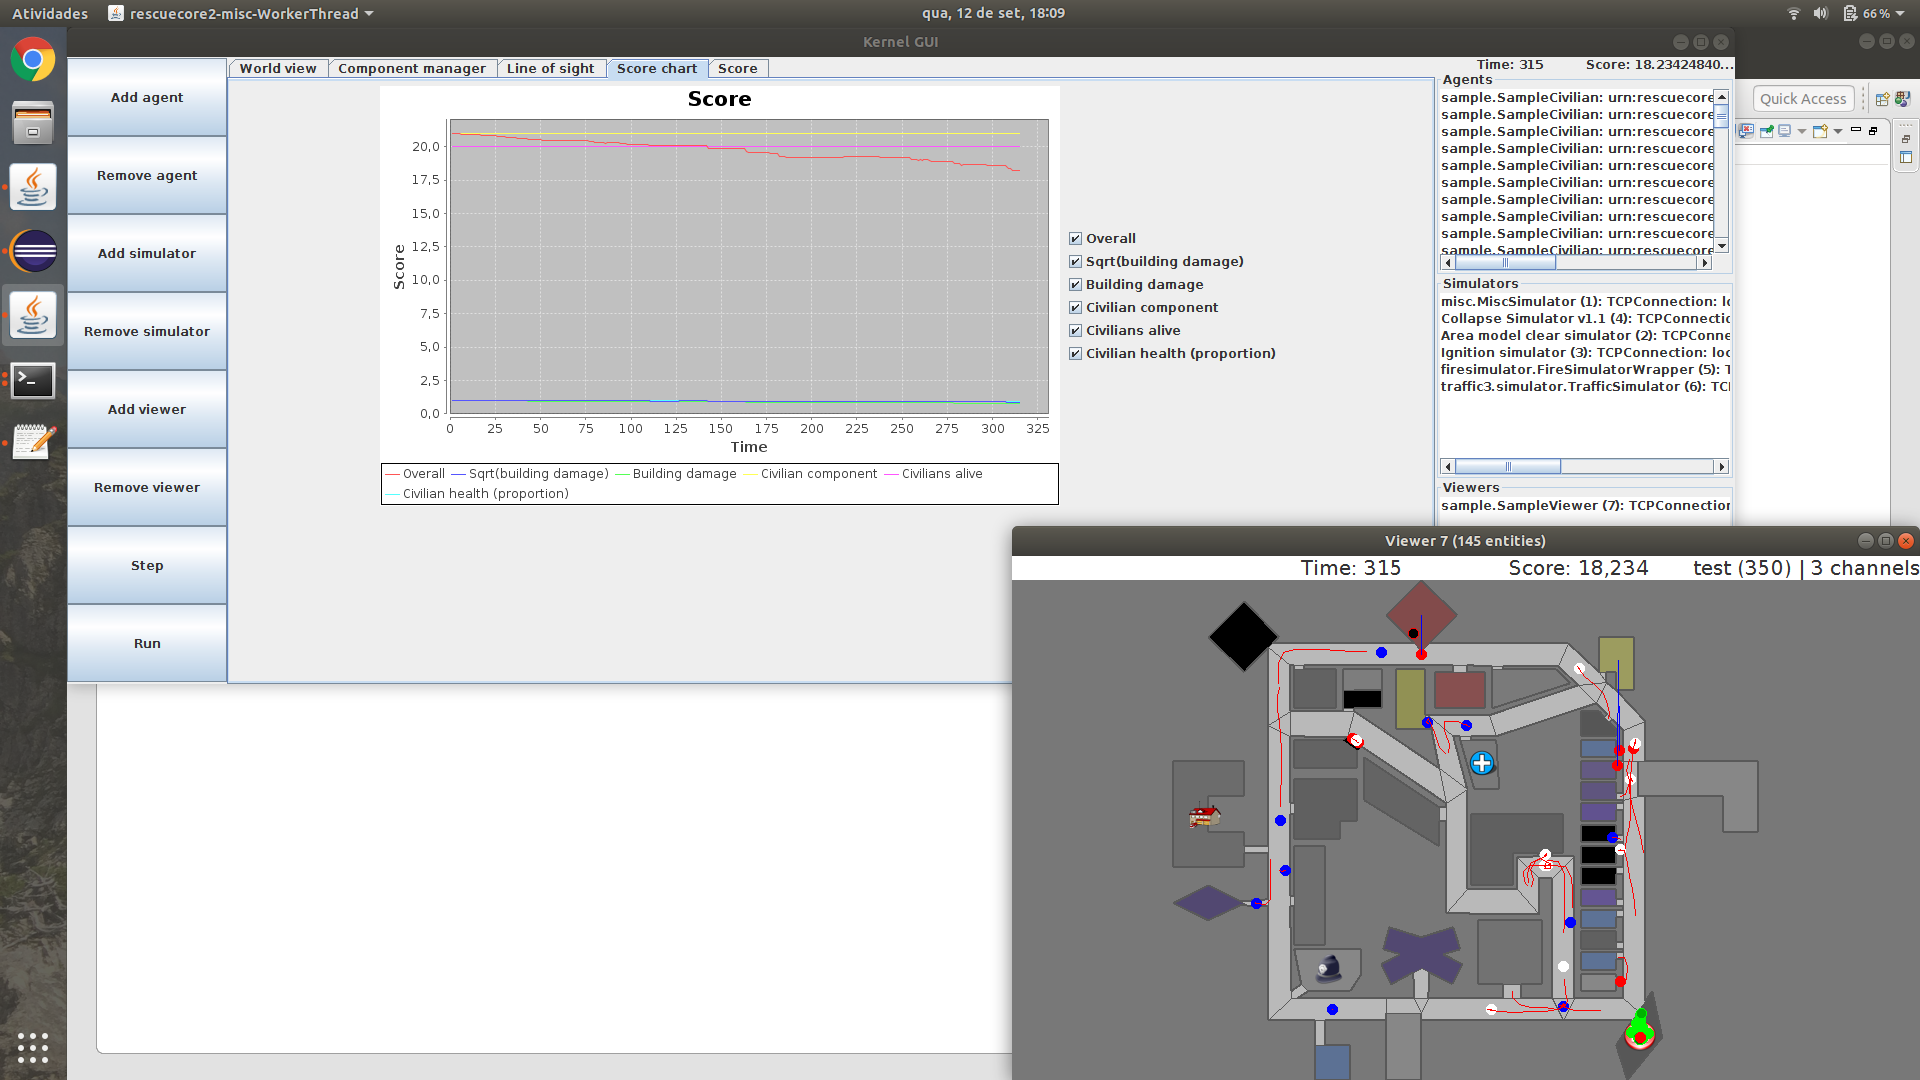 Atividades
rescuecore2-misc-WorkerThread
qua, 12 de set, 18:09
66 %
Kernel GUI
Add agent
Remove agent
Add simulator
Remove simulator
Add viewer
Remove viewer
Step
Run
World view
Component manager
Line of sight
Score chart
Score
Time: 315
Score: 18.23424840...
Score
Score
20,0
17,5
15,0
12,5
10,0
7,5
5,0
2,5
0,0
0 25 50 75 100 125 150 175 200 225 250 275 300 325
Time
Overall Sqrt(building damage) Building damage Civilian component Civilians alive
Civilian health (proportion)
Overall
Sqrt(building damage)
Building damage
Civilian component
Civilians alive
Civilian health (proportion)
Agents
sample.SampleCivilian: urn:rescuecore
sample.SampleCivilian: urn:rescuecore
sample.SampleCivilian: urn:rescuecore
sample.SampleCivilian: urn:rescuecore
sample.SampleCivilian: urn:rescuecore
sample.SampleCivilian: urn:rescuecore
sample.SampleCivilian: urn:rescuecore
sample.SampleCivilian: urn:rescuecore
sample.SampleCivilian: urn:rescuecore
sample.SampleCivilian: urn:rescuecore
Simulators
misc.MiscSimulator (1): TCPConnection: lo
Collapse Simulator v1.1 (4): TCPConnectio
Area model clear simulator (2): TCPConne
Ignition simulator (3): TCPConnection: loc
firesimulator.FireSimulatorWrapper (5): T
traffic3.simulator.TrafficSimulator (6): TC
Viewers
sample.SampleViewer (7): TCPConnection
Quick Access
Viewer 7 (145 entities)
Time: 315
Score: 18,234
test (350) | 3 channels